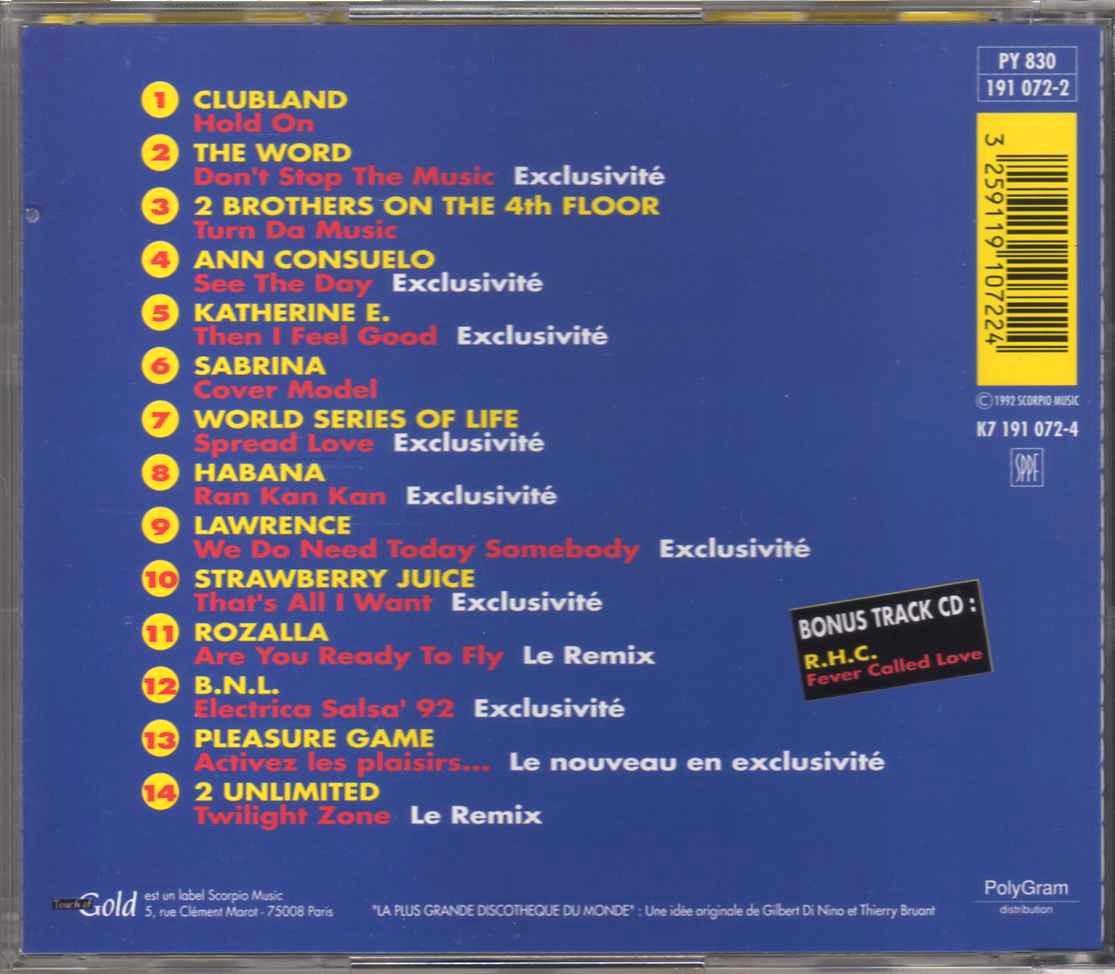 1 CLUBLAND
Hold On
2 THE WORD
Don't Stop The Music Exclusivité
3 2 BROTHERS ON THE 4th FLOOR
Turn Da Music
4 ANN CONSUELO
See The Day Exclusivité
5 KATHERINE E.
Then I Feel Good Exclusivité
6 SABRINA
Cover Model
7 WORLD SERIES OF LIFE
Spread Love Exclusivité
8 HABANA
Ran Kan Kan Exclusivité
9 LAWRENCE
We Do Need Today Somebody Exclusivité
10 STRAWBERRY JUICE
That's All I Want Exclusivité
11 ROZALLA
Are You Ready To Fly Le Remix
12 B.N.L.
Electrica Salsa' 92 Exclusivité
13 PLEASURE GAME
Activez les plaisirs... Le nouveau en exclusivité
14 2 UNLIMITED
Twilight Zone Le Remix
PY 830
191 072-2
3 259119 107224
©1992 SCORPIO MUSIC
K7 191 072-4
SPPF
BONUS TRACK CD :
R.H.C.
Fever Called Love
Touch of Gold
est un label Scorpio Music
5, rue Clément Marot - 75008 Paris
"LA PLUS GRANDE DISCOTHEQUE DU MONDE" : Une idée originale de Gilbert Di Nino et Thierry Bruant
PolyGram
distribution